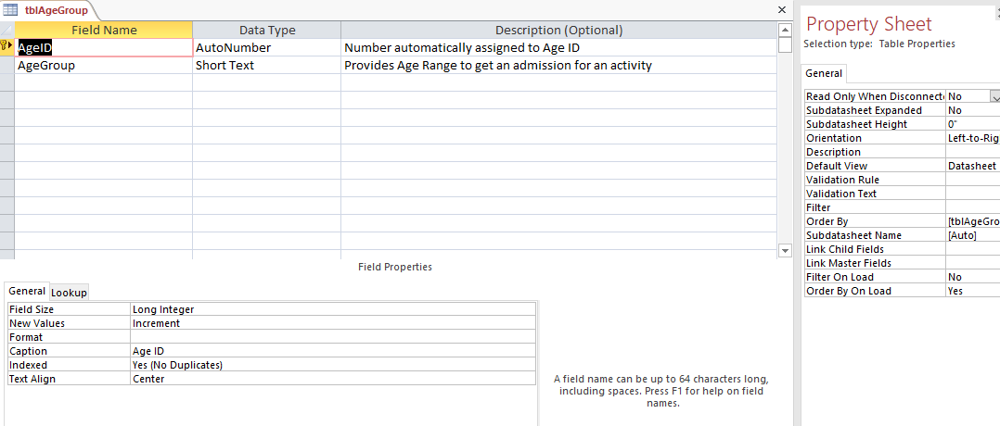 tblAgeGroup
Field Name Data Type Description (Optional)
AgeID AutoNumber Number automatically assigned to Age ID
AgeGroup Short Text Provides Age Range to get an admission for an activity
Field Properties
General Lookup
Field Size Long Integer
New Values Increment
Format
Caption Age ID
Indexed Yes (No Duplicates)
Text Align Center
A field name can be up to 64 characters long,
including spaces. Press F1 for help on field
names.
Property Sheet
Selection type: Table Properties
General
Read Only When Disconnecte No
Subdatasheet Expanded No
Subdatasheet Height 0"
Orientation Left-to-Rig
Description
Default View Datasheet
Validation Rule
Validation Text
Filter
Order By [tblAgeGro
Subdatasheet Name [Auto]
Link Child Fields
Link Master Fields
Filter On Load No
Order By On Load Yes